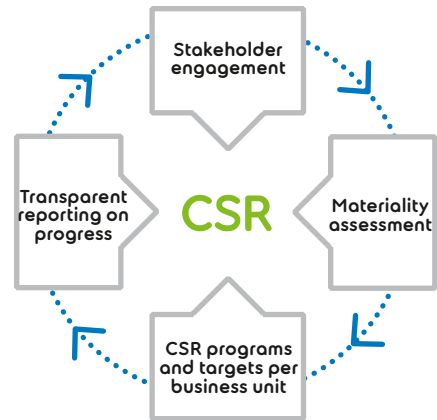 Stakeholder
engagement
Transparent
reporting on
progress
CSR
Materiality
assessment
CSR programs
and targets per
business unit